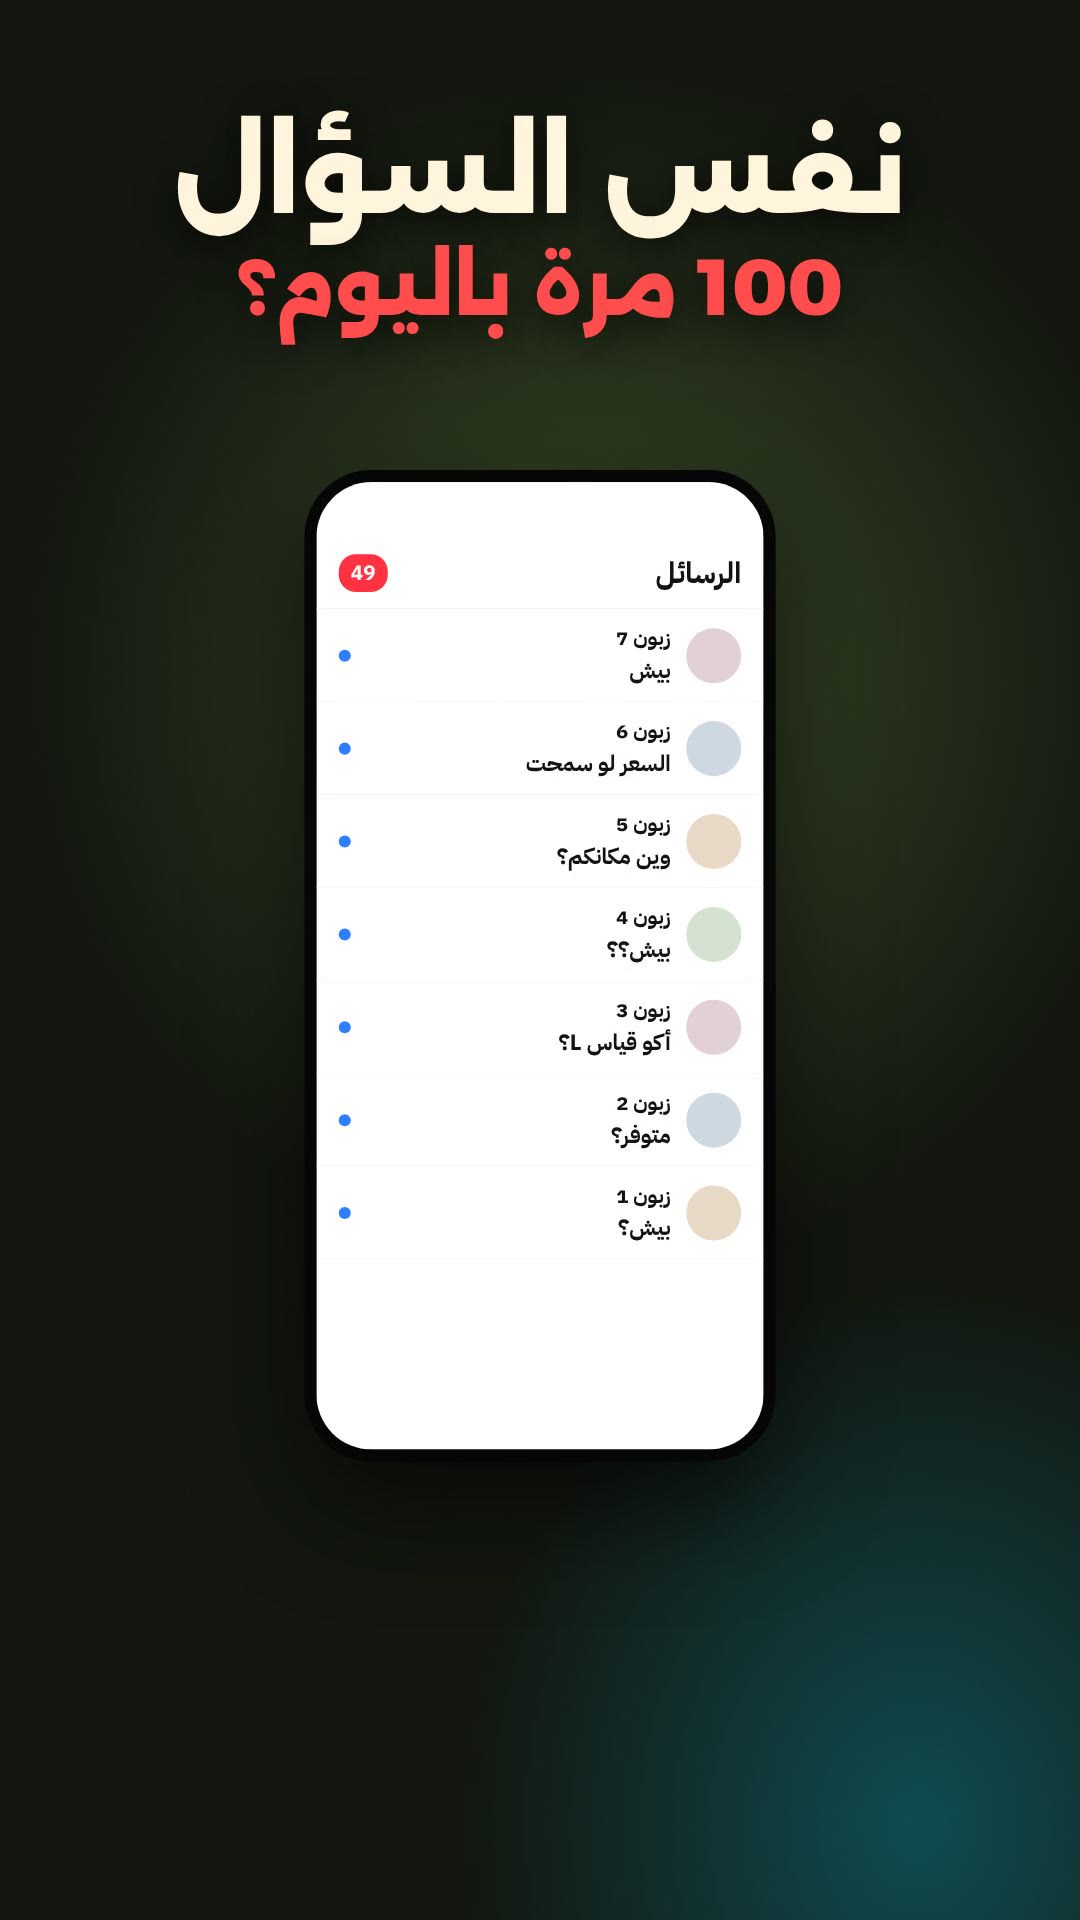 نفس السؤال
100 مرة باليوم؟
الرسائل
49
زبون 7
بيش
زبون 6
السعر لو سمحت
زبون 5
وين مكانكم؟
زبون 4
بيش؟؟
زبون 3
أكو قياس L؟
زبون 2
متوفر؟
زبون 1
بيش؟